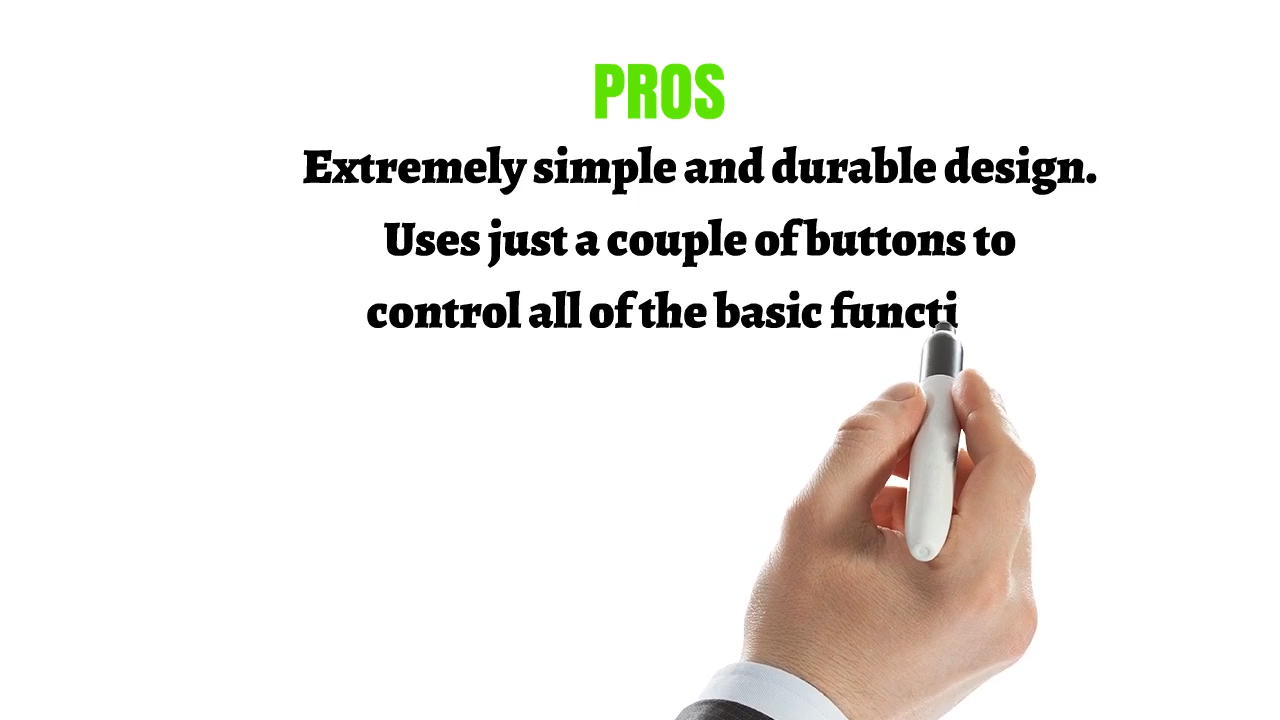 PROS
Extremely simple and durable design.
Uses just a couple of buttons to
control all of the basic functi